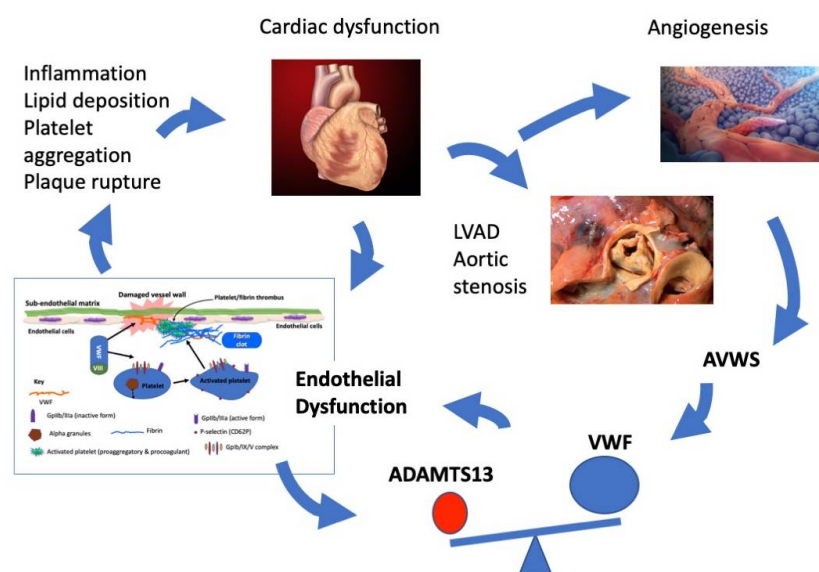 Cardiac dysfunction
Angiogenesis
Inflammation
Lipid deposition
Platelet
aggregation
Plaque rupture
LVAD
Aortic
stenosis
Damaged vessel wall
Platelet/fibrin thrombus
Sub-endothelial matrix
Endothelial cells
Endothelial cells
Fibrin
clot
VWF
VIII
Platelet
Activated platelet
Key
VWF
GpIIb/IIIa (inactive form)
GpIIb/IIIa (active form)
Alpha granules
Fibrin
P-selectin (CD62P)
GpIb/IX/V complex
Activated platelet (proaggregatory & procoagulant)
Endothelial
Dysfunction
AVWS
VWF
ADAMTS13